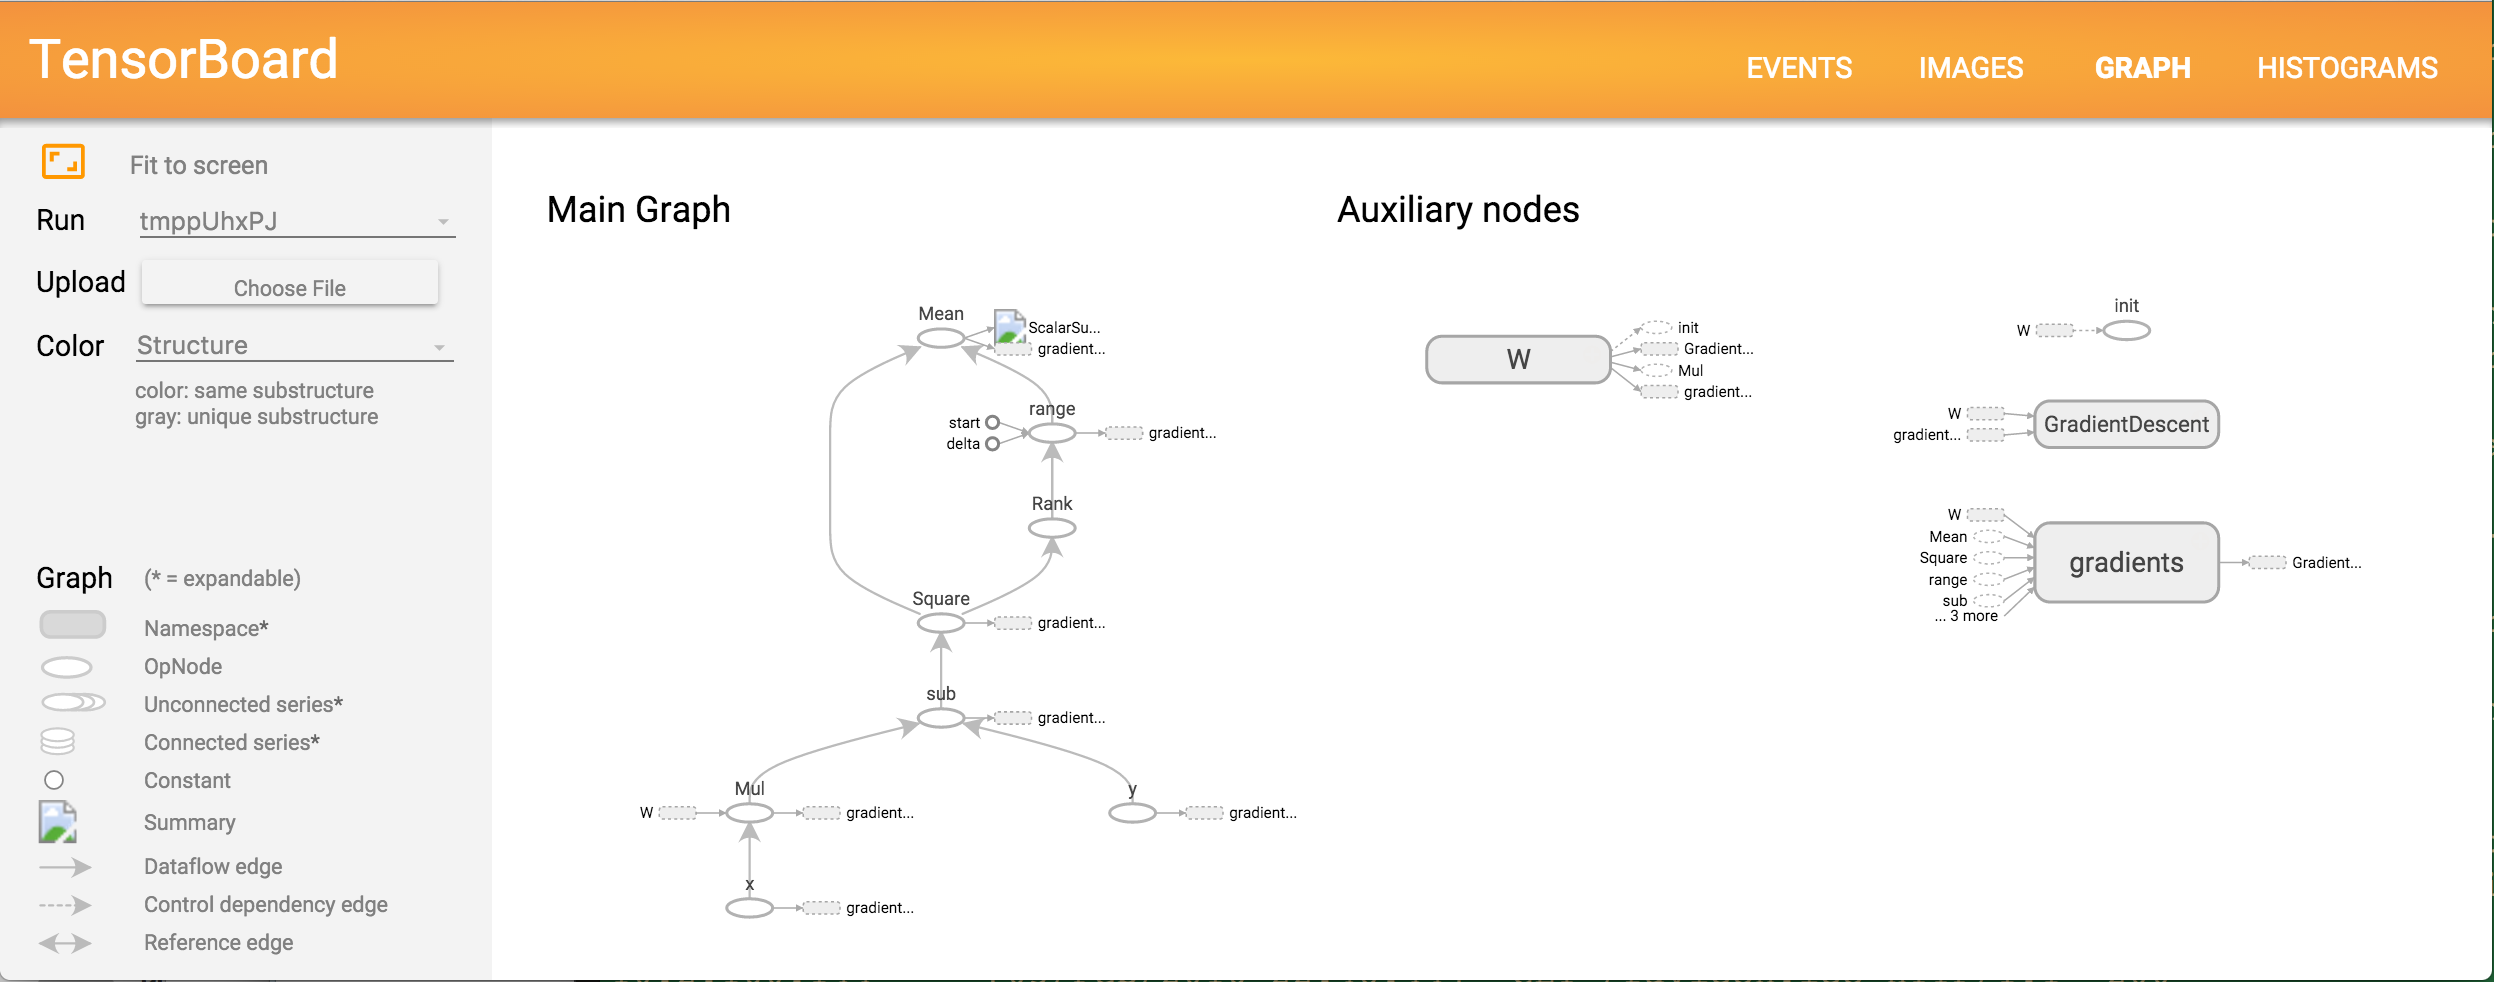 TensorBoard
EVENTS
IMAGES
GRAPH
HISTOGRAMS
Fit to screen
Run
tmppUhxPJ
Upload
Choose File
Color
Structure
color: same substructure
gray: unique substructure
Graph
(* = expandable)
Namespace*
OpNode
Unconnected series*
Connected series*
Constant
Summary
Dataflow edge
Control dependency edge
Reference edge
Main Graph
Mean
ScalarSu...
gradient...
range
start
delta
gradient...
Rank
Square
gradient...
sub
gradient...
Mul
W
gradient...
y
gradient...
x
gradient...
Auxiliary nodes
W
init
Gradient...
Mul
gradient...
init
W
W
gradient...
GradientDescent
W
Mean
Square
range
sub
... 3 more
gradients
Gradient...